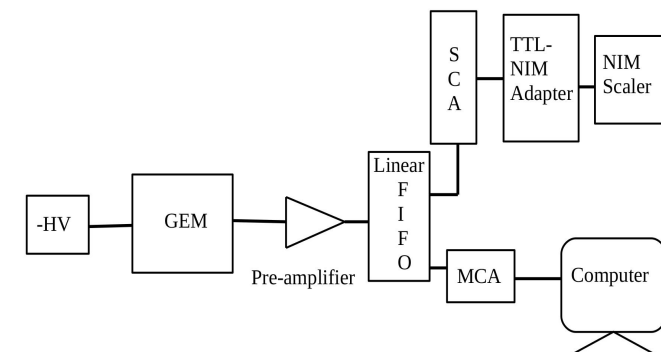 -HV
GEM
Pre-amplifier
Linear
F
I
F
O
S
C
A
TTL-
NIM
Adapter
NIM
Scaler
MCA
Computer